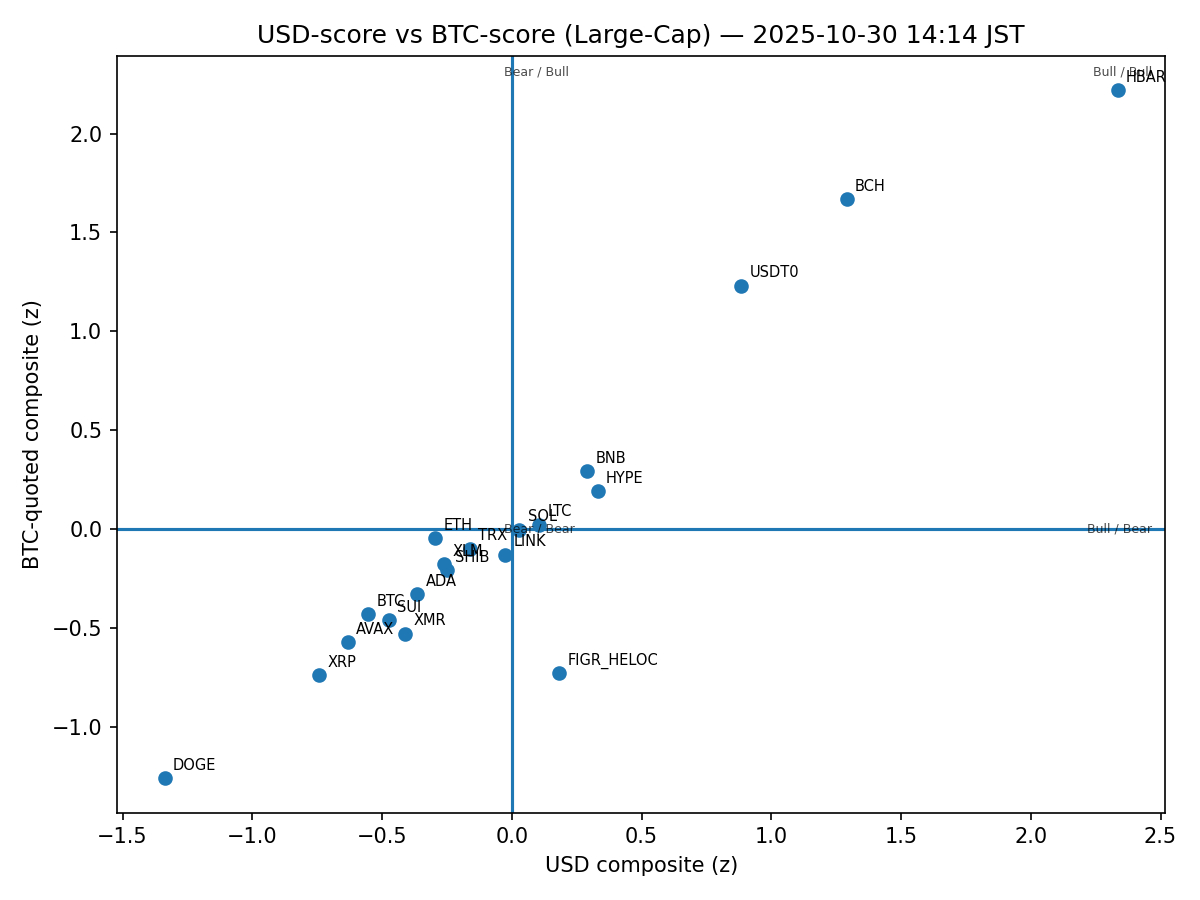 USD-score vs BTC-score (Large-Cap) — 2025-10-30 14:14 JST
Bear / Bull
Bull / Bull
HBAR
BCH
USDT0
BNB
HYPE
LTC
SOL
ETH
Bear / Bear
Bull / Bear
TRX
LINK
XLM
SHIB
ADA
BTC
SUI
XMR
AVAX
XRP
FIGR_HELOC
DOGE
2.0
1.5
1.0
0.5
0.0
−0.5
−1.0
BTC-quoted composite (z)
−1.5
−1.0
−0.5
0.0
0.5
1.0
1.5
2.0
2.5
USD composite (z)